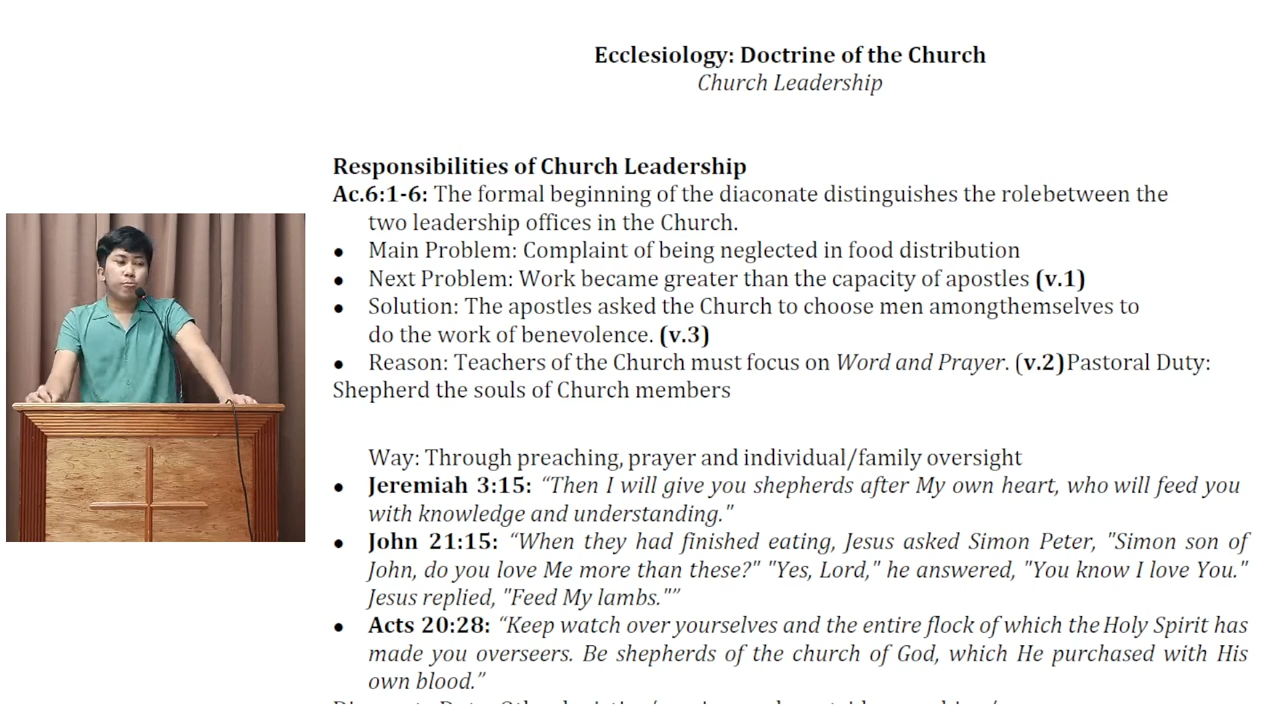 Ecclesiology: Doctrine of the Church
Church Leadership
Responsibilities of Church Leadership
Ac.6:1-6: The formal beginning of the diaconate distinguishes the rolebetween the
two leadership offices in the Church.
● Main Problem: Complaint of being neglected in food distribution
● Next Problem: Work became greater than the capacity of apostles (v.1)
● Solution: The apostles asked the Church to choose men amongthemselves to
do the work of benevolence. (v.3)
● Reason: Teachers of the Church must focus on Word and Prayer. (v.2)Pastoral Duty:
Shepherd the souls of Church members
Way: Through preaching, prayer and individual/family oversight
● Jeremiah 3:15: “Then I will give you shepherds after My own heart, who will feed you
with knowledge and understanding."
● John 21:15: “When they had finished eating, Jesus asked Simon Peter, "Simon son of
John, do you love Me more than these?" "Yes, Lord," he answered, "You know I love You."
Jesus replied, "Feed My lambs."”
● Acts 20:28: “Keep watch over yourselves and the entire flock of which the Holy Spirit has
made you overseers. Be shepherds of the church of God, which He purchased with His
own blood.”